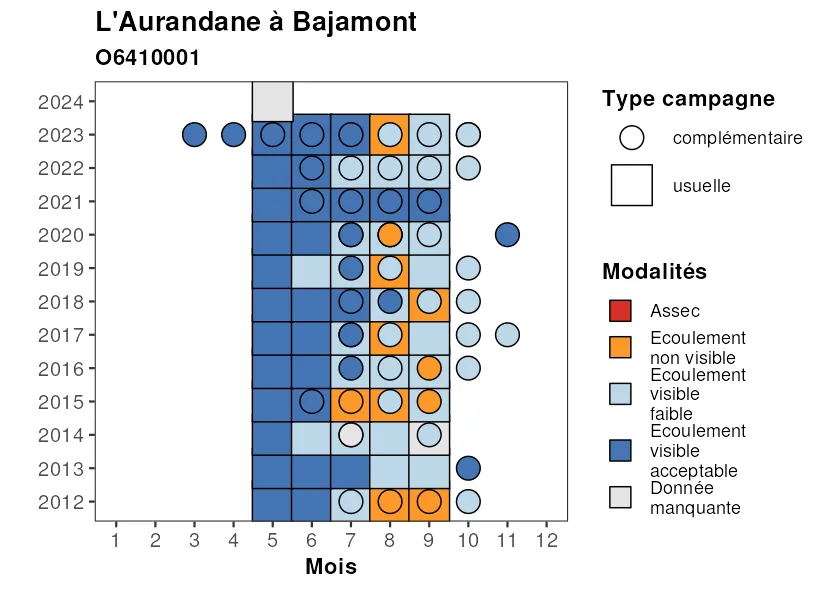 L'Aurandane à Bajamont
O6410001
2024
2023
2022
2021
2020
2019
2018
2017
2016
2015
2014
2013
2012
1 2 3 4 5 6 7 8 9 10 11 12
Mois
Type campagne
complémentaire
usuelle
Modalités
Assec
Ecoulement
non visible
Ecoulement
visible
faible
Ecoulement
visible
acceptable
Donnée
manquante